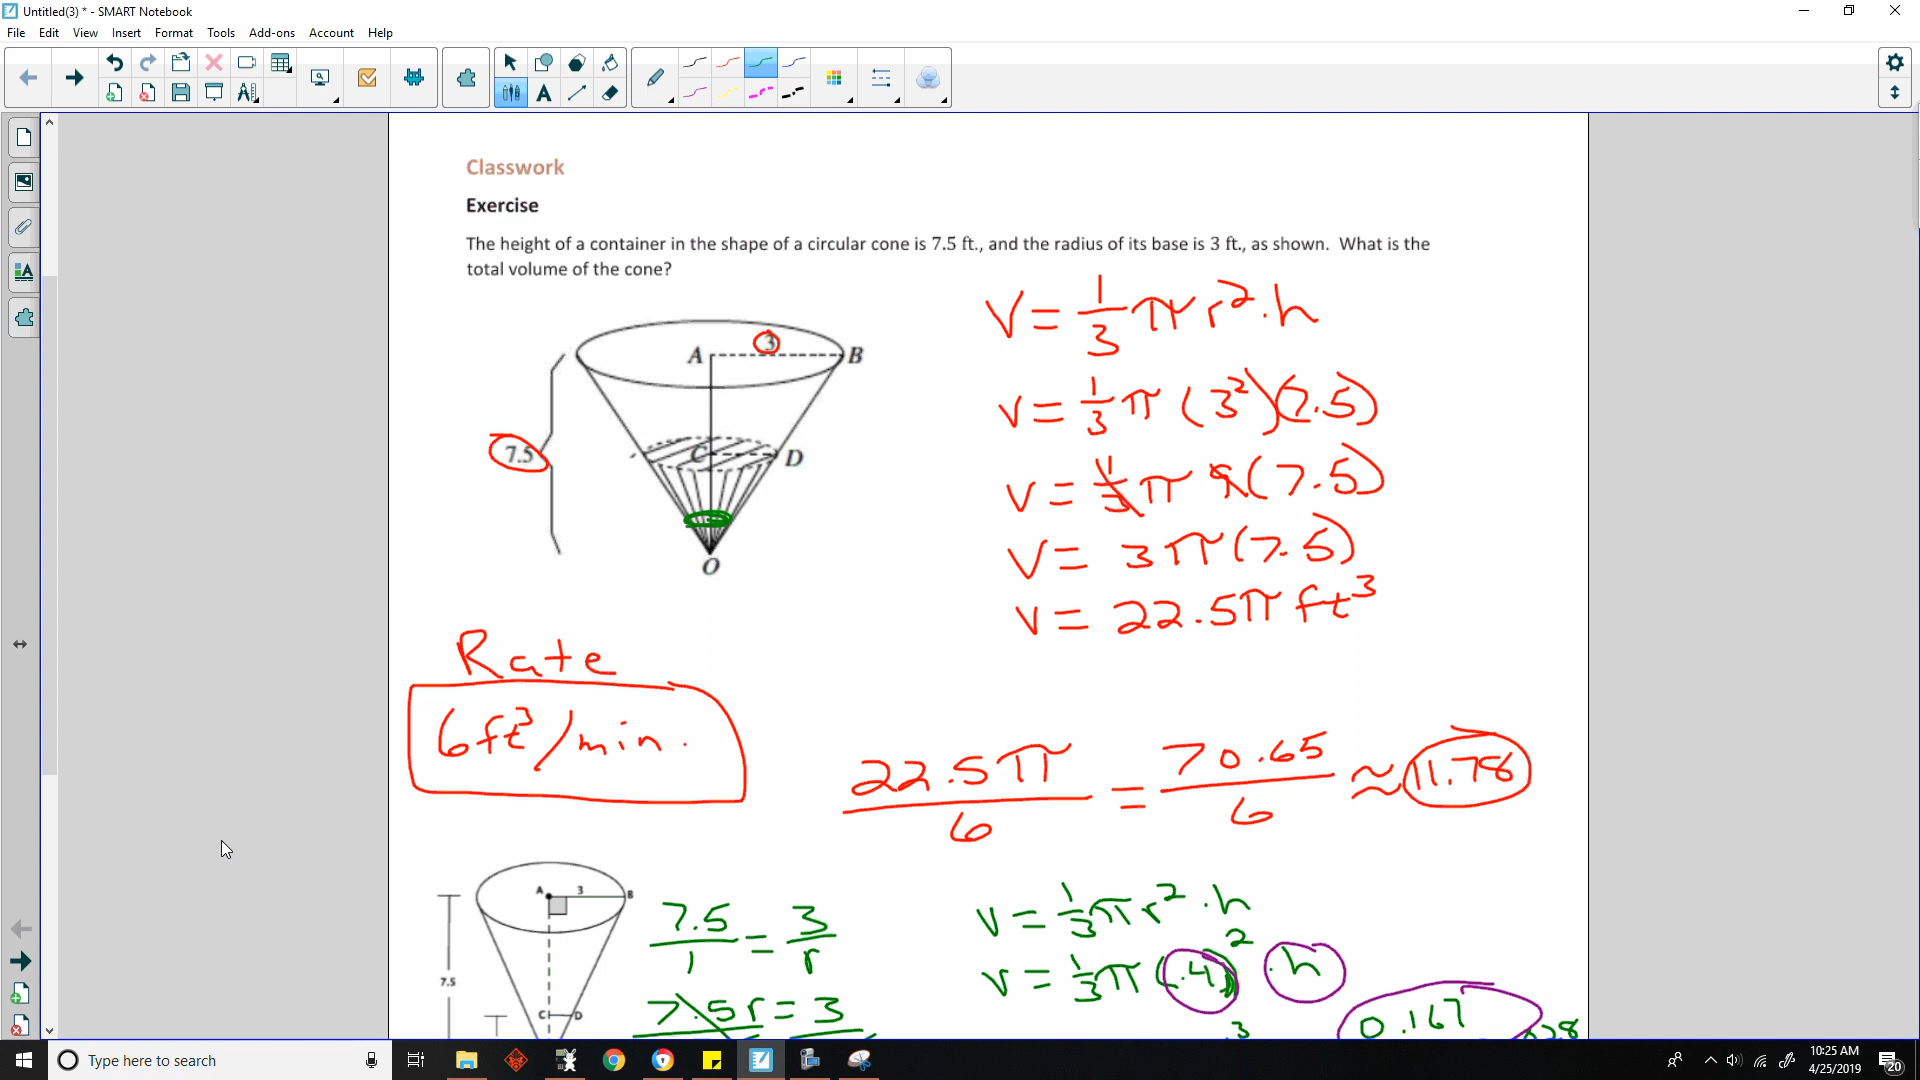 Untitled(3) * - SMART Notebook
File Edit View Insert Format Tools Add-ons Account Help
Classwork
Exercise
The height of a container in the shape of a circular cone is 7.5 ft., and the radius of its base is 3 ft., as shown. What is the
total volume of the cone?
A 3 B
7.5
C D
O
V = 1/3 π r² · h
V = 1/3 π (3²)(7.5)
V = 1/3 π 9 (7.5)
V = 3π(7.5)
V = 22.5π ft³
Rate
6 ft³/min.
22.5π/6 = 70.65/6 ≈ 11.78
A 3 B
7.5
C D
7.5/1 = 3/r
7.5r = 3
V = 1/3 π r² · h
V = 1/3 π (.4)² · h
3
0.167
Type here to search
10:25 AM
4/25/2019
20